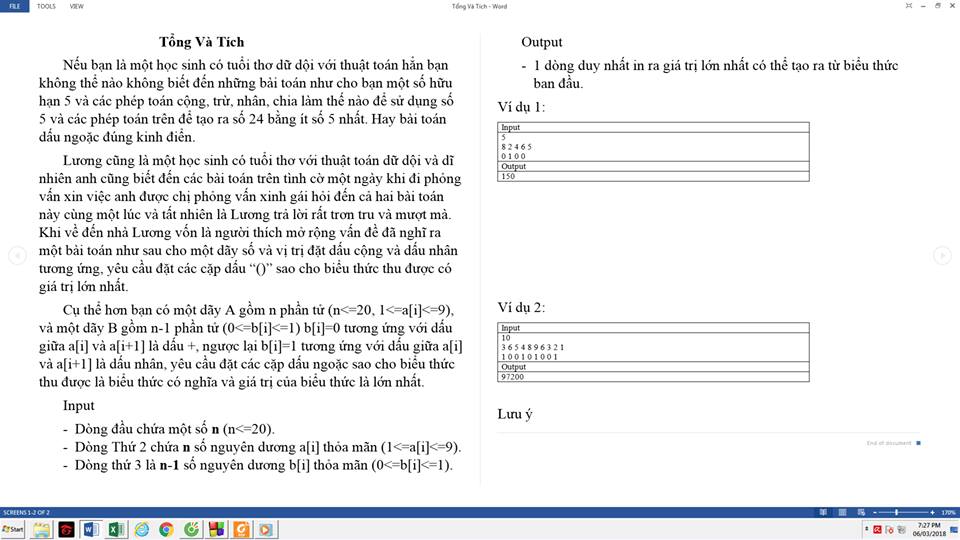 FILE TOOLS VIEW
Tổng Và Tích - Word
Tổng Và Tích
Nếu bạn là một học sinh có tuổi thơ dữ dội với thuật toán hẳn bạn
không thể nào không biết đến những bài toán như cho bạn một số hữu
hạn 5 và các phép toán cộng, trừ, nhân, chia làm thế nào để sử dụng số
5 và các phép toán trên để tạo ra số 24 bằng ít số 5 nhất. Hay bài toán
dấu ngoặc đúng kinh điển.
Lương cũng là một học sinh có tuổi thơ với thuật toán dữ dội và dĩ
nhiên anh cũng biết đến các bài toán trên tình cờ một ngày khi đi phỏng
vấn xin việc anh được chị phỏng vấn xinh gái hỏi đến cả hai bài toán
này cùng một lúc và tất nhiên là Lương trả lời rất trơn tru và mượt mà.
Khi về đến nhà Lương vốn là người thích mở rộng vấn đề đã nghĩ ra
một bài toán như sau cho một dãy số và vị trí đặt dấu cộng và dấu nhân
tương ứng, yêu cầu đặt các cặp dấu “()” sao cho biểu thức thu được có
giá trị lớn nhất.
Cụ thể hơn bạn có một dãy A gồm n phần tử (n<=20, 1<=a[i]<=9),
và một dãy B gồm n-1 phần tử (0<=b[i]<=1) b[i]=0 tương ứng với dấu
giữa a[i] và a[i+1] là dấu +, ngược lại b[i]=1 tương ứng với dấu giữa a[i]
và a[i+1] là dấu nhân, yêu cầu đặt các cặp dấu ngoặc sao cho biểu thức
thu được là biểu thức có nghĩa và giá trị của biểu thức là lớn nhất.
Input
- Dòng đầu chứa một số n (n<=20).
- Dòng Thứ 2 chứa n số nguyên dương a[i] thỏa mãn (1<=a[i]<=9).
- Dòng thứ 3 là n-1 số nguyên dương b[i] thỏa mãn (0<=b[i]<=1).
Output
- 1 dòng duy nhất in ra giá trị lớn nhất có thể tạo ra từ biểu thức
ban đầu.
Ví dụ 1:
Input
5
8 2 4 6 5
0 1 0 0
Output
150
Ví dụ 2:
Input
10
3 6 5 4 8 9 6 3 2 1
1 0 0 1 0 1 0 0 1
Output
97200
Lưu ý
End of document
SCREENS 1-2 OF 2
170%
Start
7:27 PM
06/03/2018